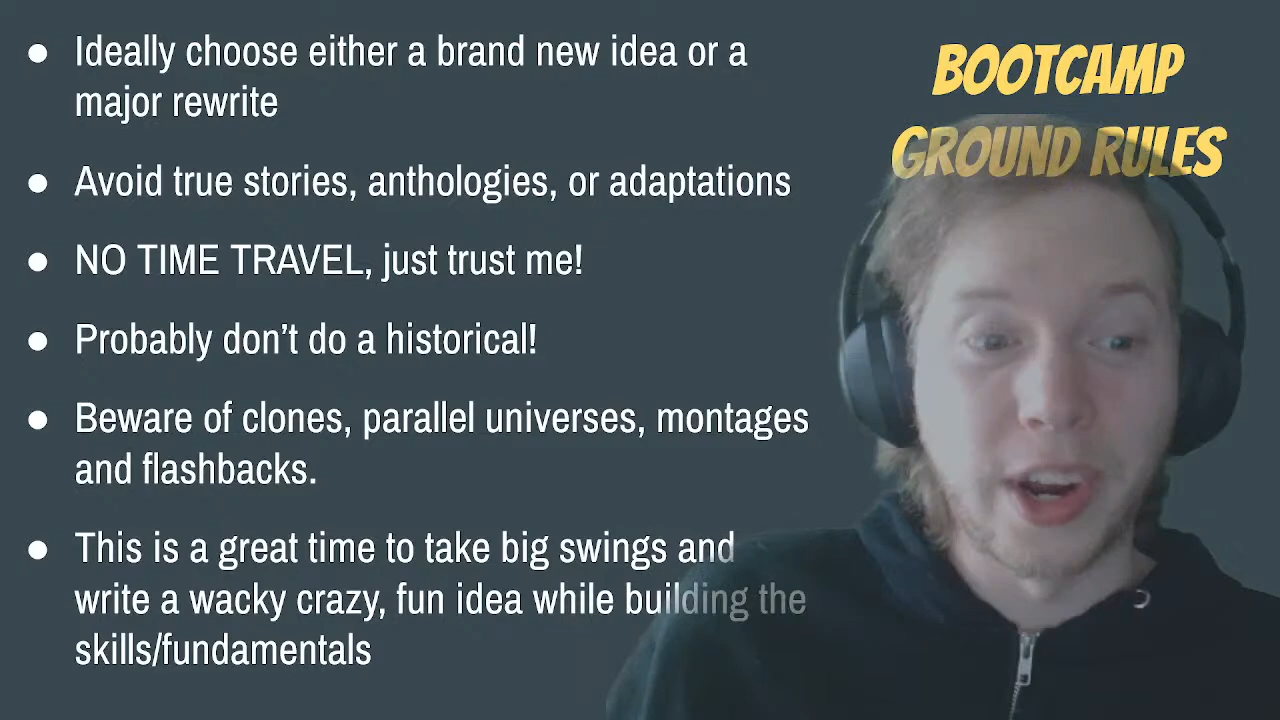 BOOTCAMP
GROUND RULES
● Ideally choose either a brand new idea or a
major rewrite
● Avoid true stories, anthologies, or adaptations
● NO TIME TRAVEL, just trust me!
● Probably don't do a historical!
● Beware of clones, parallel universes, montages
and flashbacks.
● This is a great time to take big swings and
write a wacky crazy, fun idea while building the
skills/fundamentals